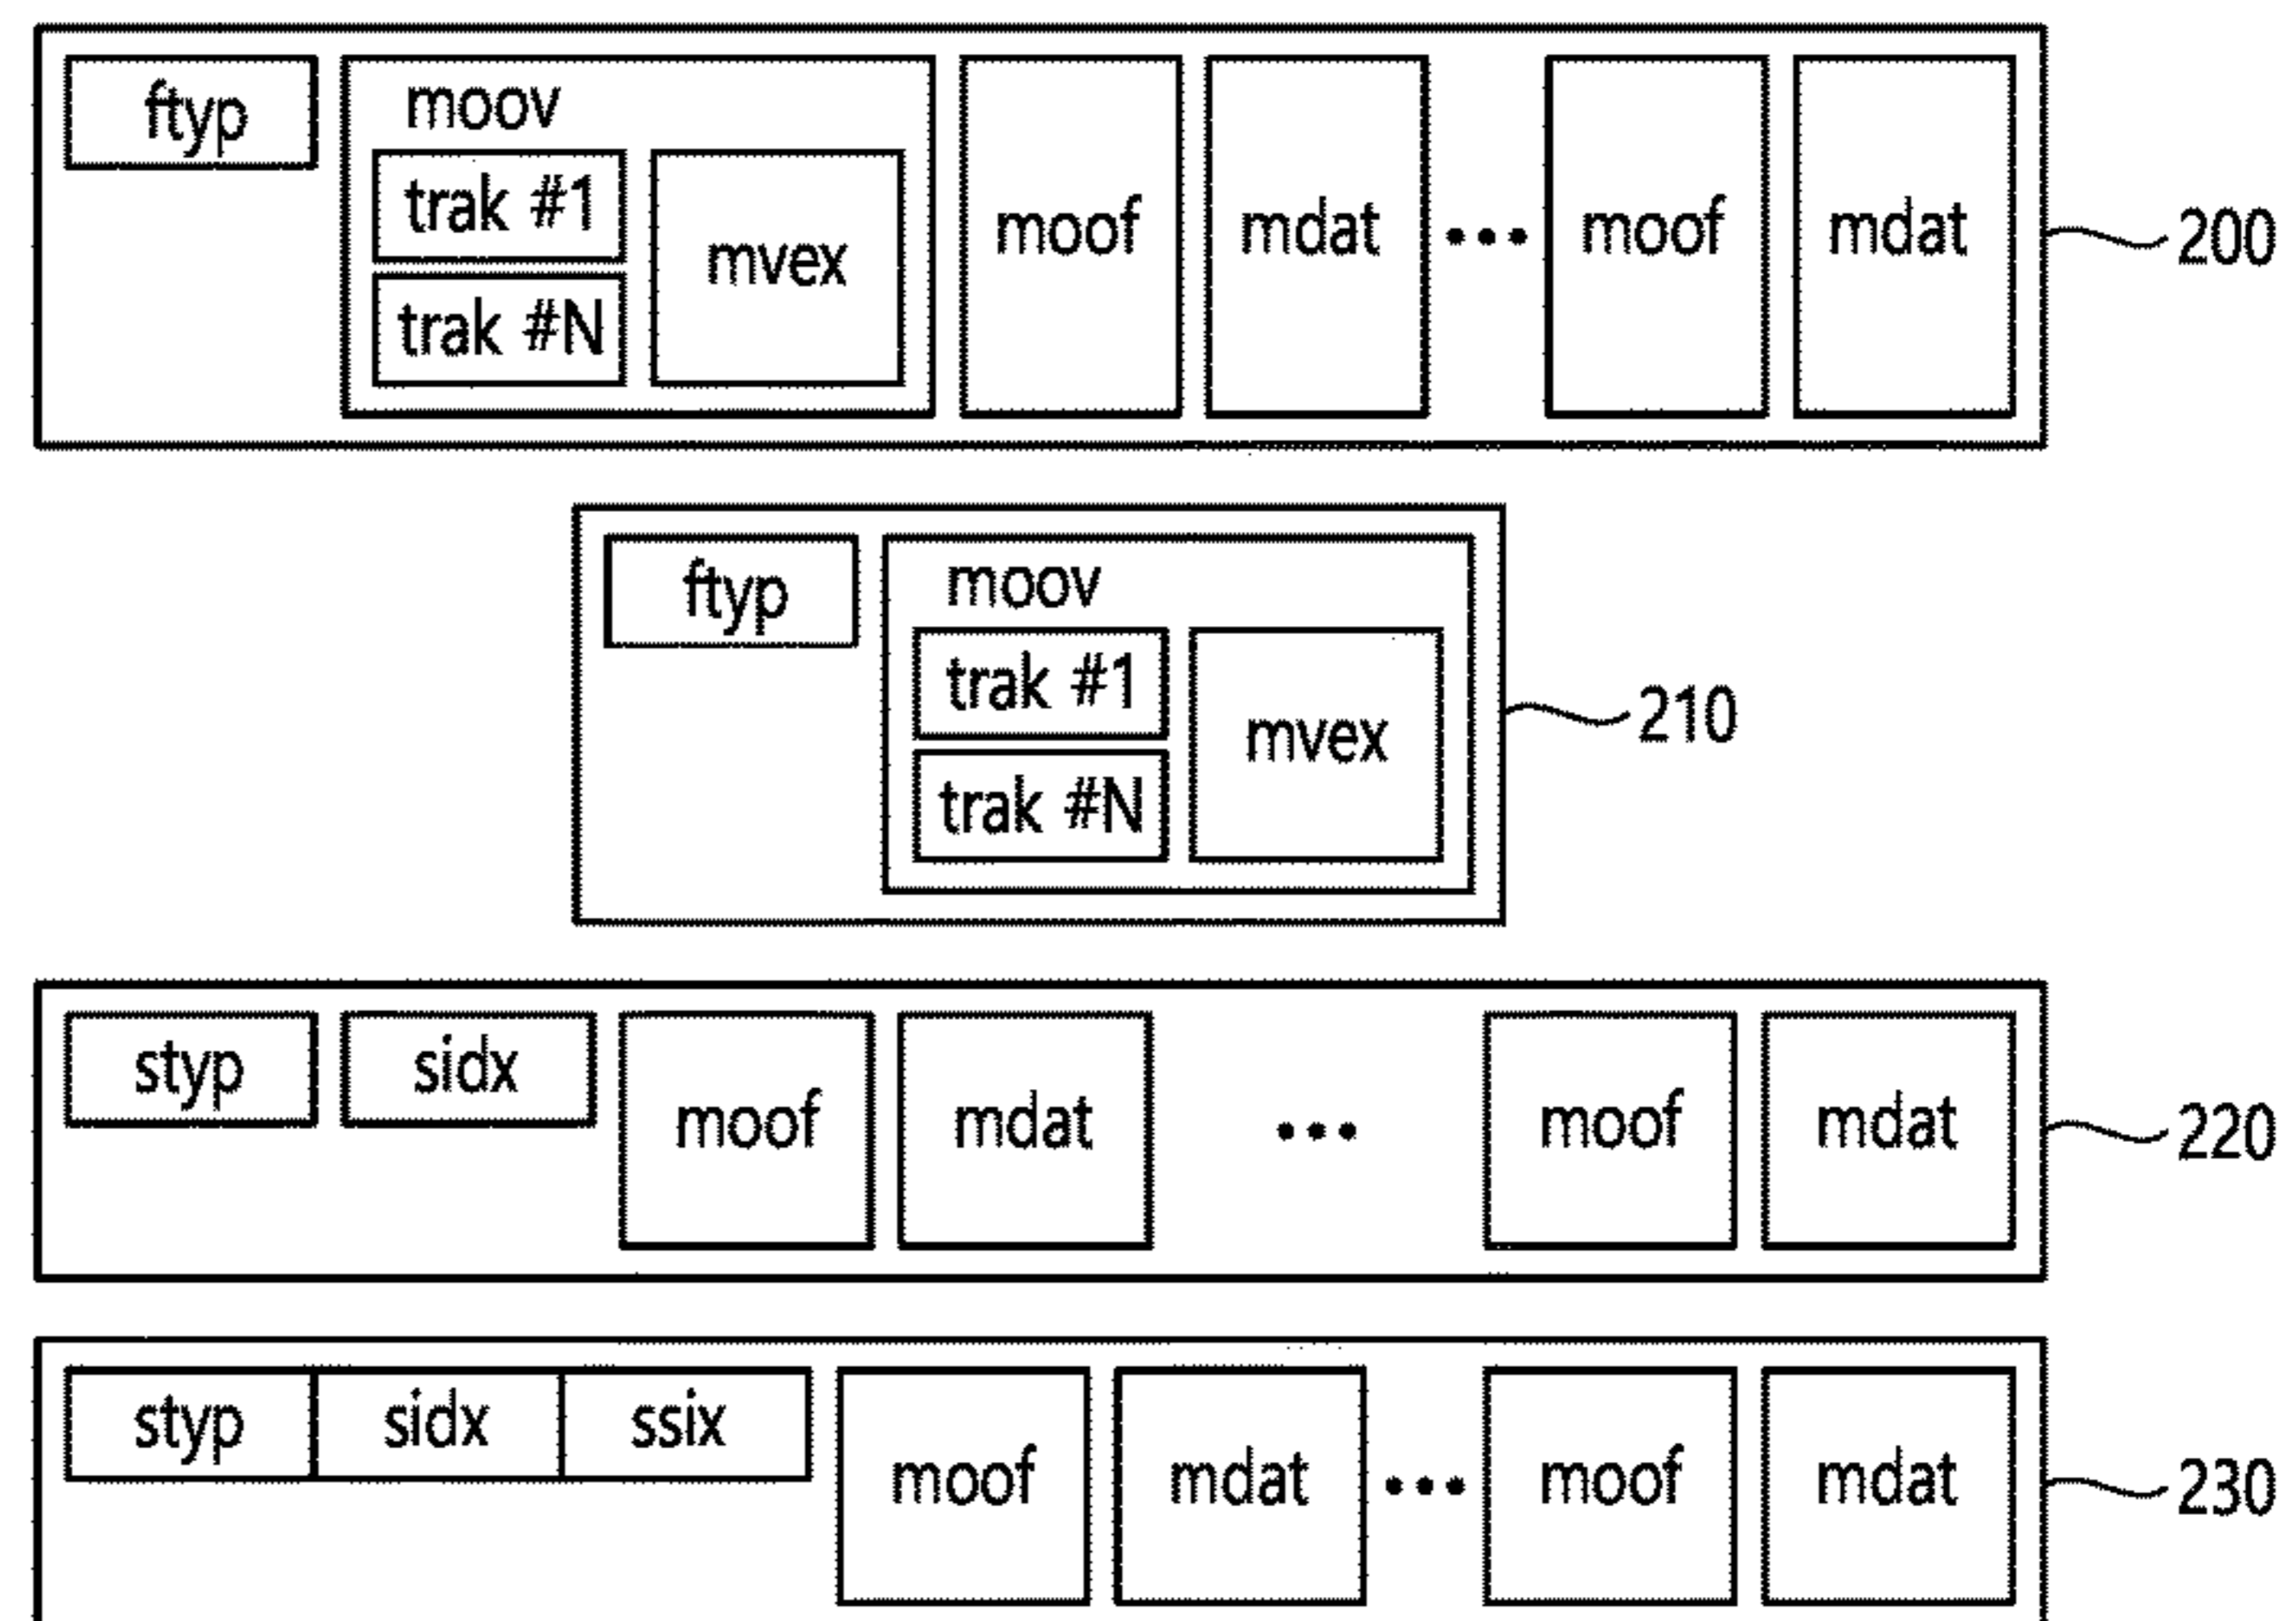 ftyp
moov
trak #1
trak #N
mvex
moof
mdat
•••
moof
mdat
200
ftyp
moov
trak #1
trak #N
mvex
210
styp
sidx
moof
mdat
•••
moof
mdat
220
styp
sidx
ssix
moof
mdat
•••
moof
mdat
230